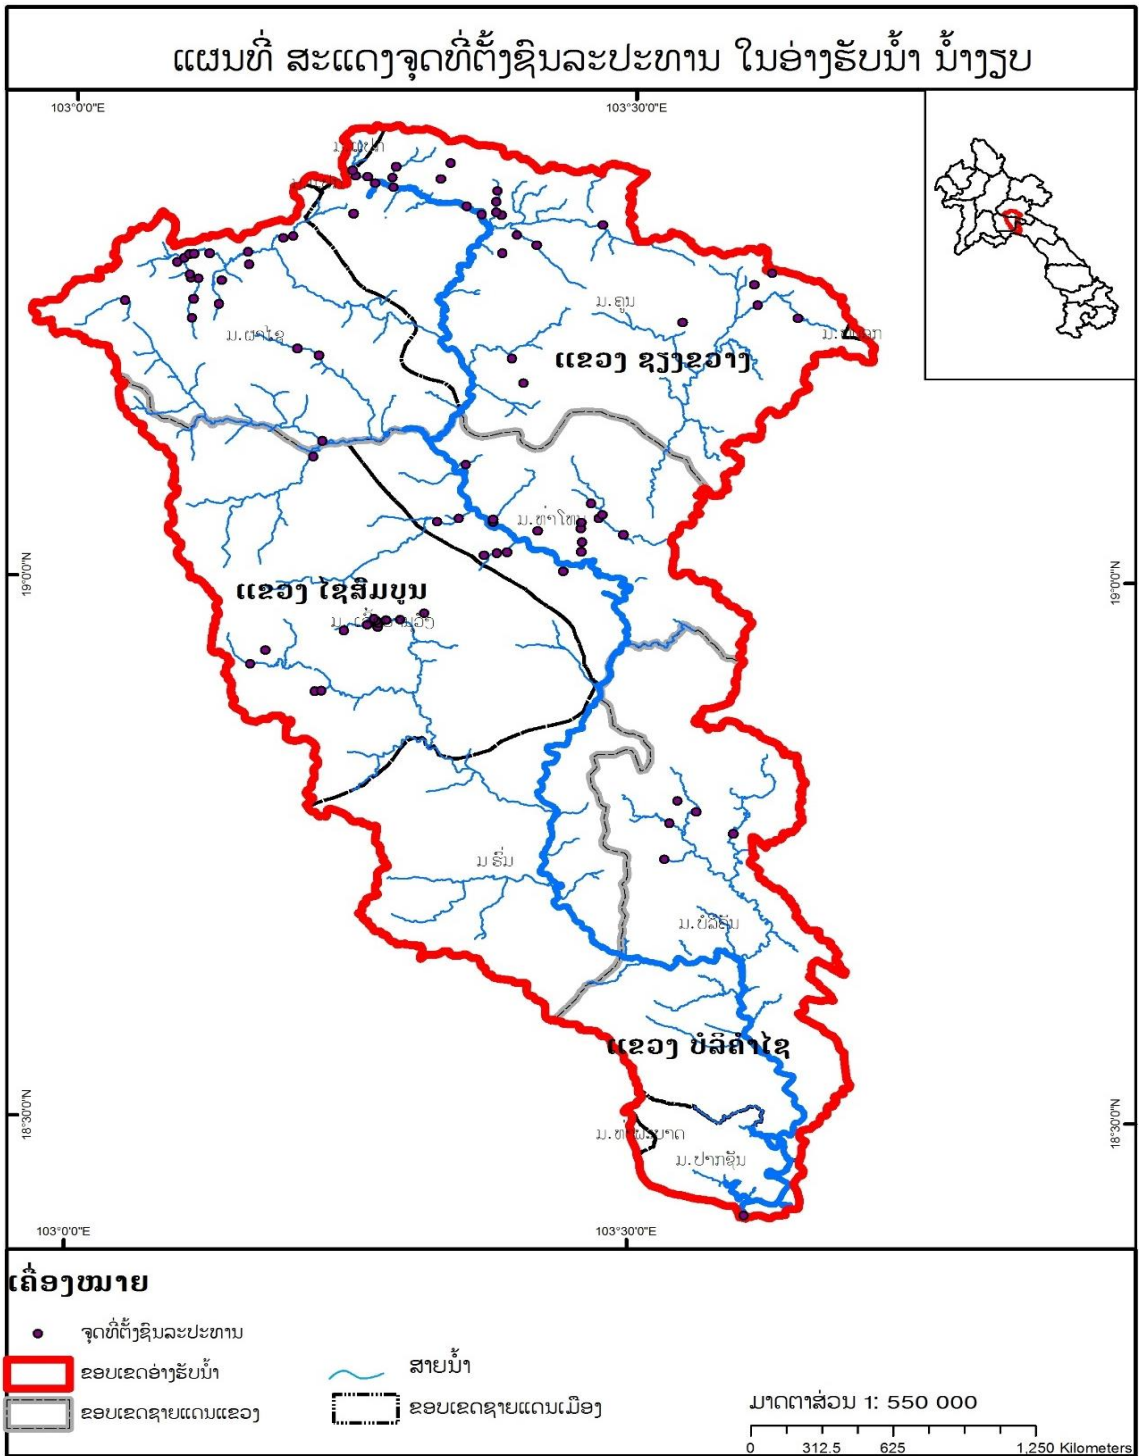 ແຜນທີ່ ສະແດງຈຸດທີ່ຕັ້ງຊົນລະປະທານ ໃນອ່າງຮັບນ້ຳ ນ້ຳງຽບ
103°0'0"E
103°30'0"E
ມ.ແປກ
ມ.ຄູນ
ມ.ຜາໄຊ
ແຂວງ ຊຽງຂວາງ
ມ.ທ່າໂທມ
19°0'0"N
19°0'0"N
ແຂວງ ໄຊສົມບູນ
ມ ຮົ່ມ
ມ.ບໍລິຄັນ
ແຂວງ ບໍລິຄຳໄຊ
18°30'0"N
18°30'0"N
ມ.ປາກຊັນ
103°0'0"E
103°30'0"E
ເຄື່ອງໝາຍ
ຈຸດທີ່ຕັ້ງຊົນລະປະທານ
ຂອບເຂດອ່າງຮັບນ້ຳ
ສາຍນ້ຳ
ຂອບເຂດຊາຍແດນແຂວງ
ຂອບເຂດຊາຍແດນເມືອງ
ມາດຕາສ່ວນ 1: 550 000
0 312.5 625 1,250 Kilometers